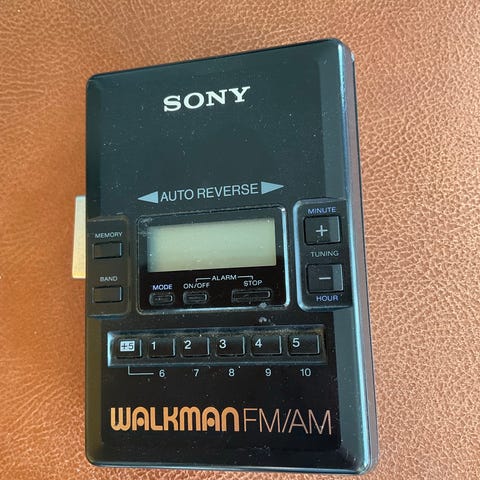 SONY
AUTO REVERSE
MEMORY
MINUTE
+
TUNING
BAND
MODE ON/OFF ALARM STOP
−
HOUR
+5 1 2 3 4 5
6 7 8 9 10
WALKMAN FM/AM